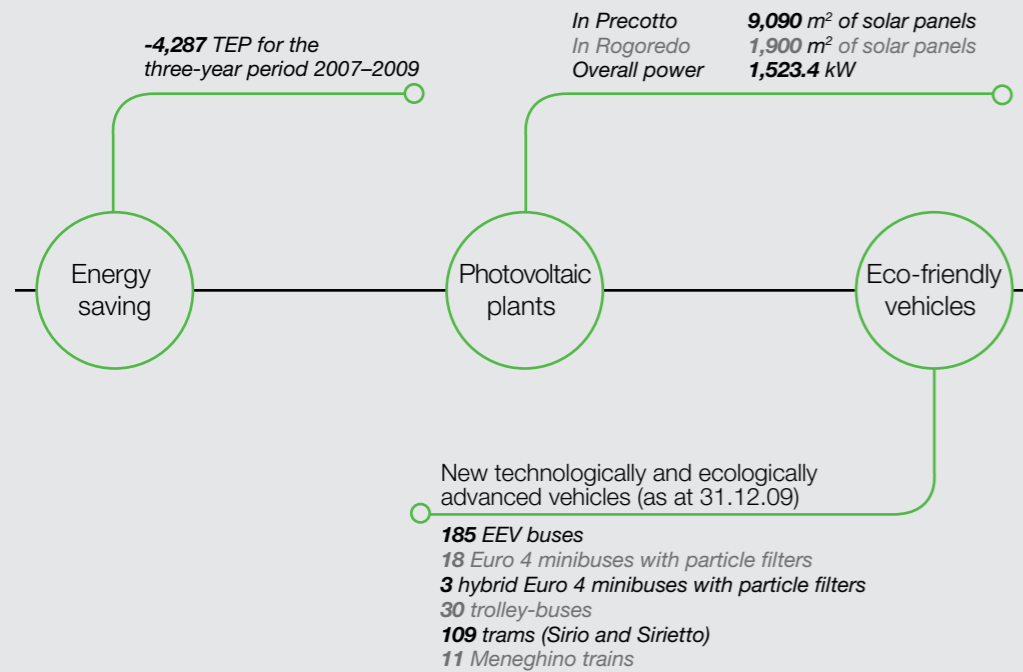 -4,287 TEP for the
three-year period 2007–2009
In Precotto 9,090 m² of solar panels
In Rogoredo 1,900 m² of solar panels
Overall power 1,523.4 kW
Energy
saving
Photovoltaic
plants
Eco-friendly
vehicles
New technologically and ecologically
advanced vehicles (as at 31.12.09)
185 EEV buses
18 Euro 4 minibuses with particle filters
3 hybrid Euro 4 minibuses with particle filters
30 trolley-buses
109 trams (Sirio and Sirietto)
11 Meneghino trains